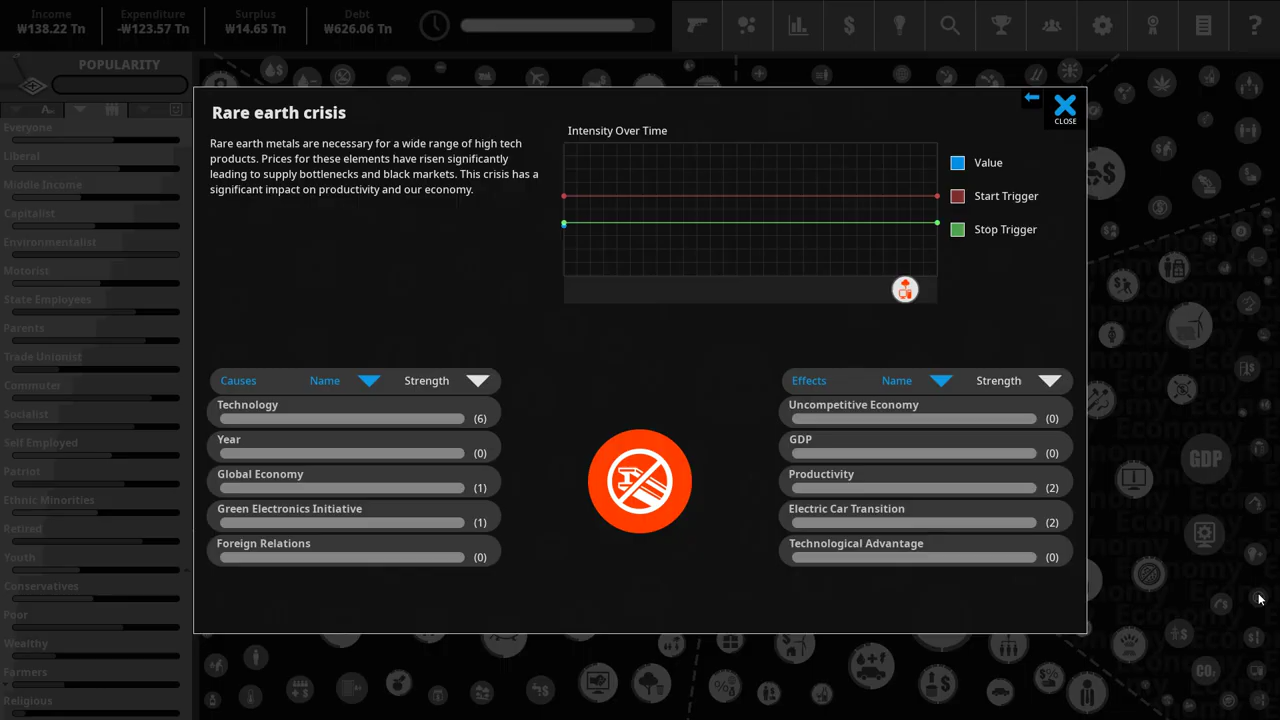 Income
Expenditure
Surplus
Debt
₩138.22 Tn
-₩123.57 Tn
₩14.65 Tn
₩626.06 Tn
POPULARITY
Everyone
Liberal
Middle Income
Capitalist
Environmentalist
Motorist
State Employees
Parents
Trade Unionist
Commuter
Socialist
Self Employed
Patriot
Ethnic Minorities
Retired
Youth
Conservatives
Poor
Wealthy
Farmers
Religious
Rare earth crisis
CLOSE
Rare earth metals are necessary for a wide range of high tech
products. Prices for these elements have risen significantly
leading to supply bottlenecks and black markets. This crisis has a
significant impact on productivity and our economy.
Intensity Over Time
Value
Start Trigger
Stop Trigger
Causes
Name
Strength
Technology
(6)
Year
(0)
Global Economy
(1)
Green Electronics Initiative
(1)
Foreign Relations
(0)
Effects
Name
Strength
Uncompetitive Economy
(0)
GDP
(0)
Productivity
(2)
Electric Car Transition
(2)
Technological Advantage
(0)
GDP